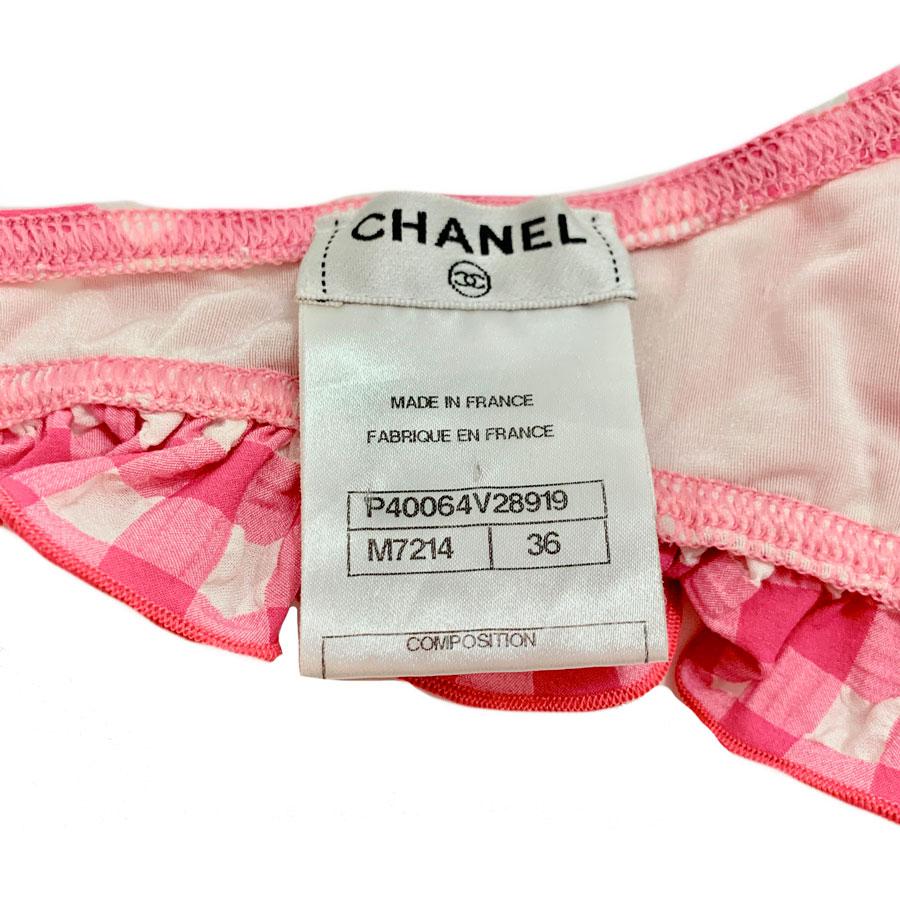 CHANEL
MADE IN FRANCE
FABRIQUE EN FRANCE
P40064V28919
M7214 36
COMPOSITION